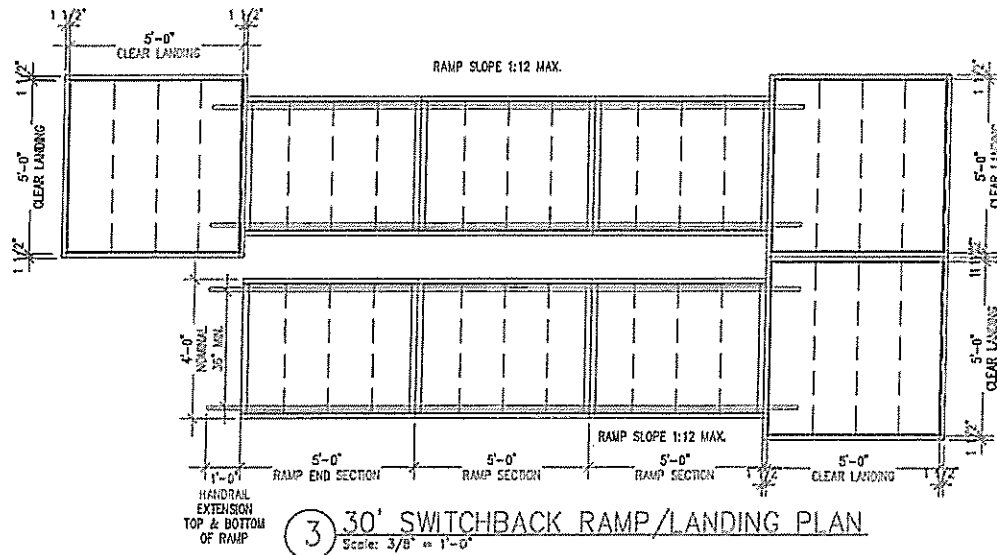 1 1/2" 1 1/2"
5'-0"
CLEAR LANDING
RAMP SLOPE 1:12 MAX.
1 1/2"
5'-0"
CLEAR LANDING
1 1/2"
1 1/2"
5'-0"
CLEAR LANDING
1 1/2"
5'-0"
CLEAR LANDING
1 1/2"
4'-0"
NOMINAL
36" MIN.
RAMP SLOPE 1:12 MAX.
1'-0" 5'-0" 5'-0" 5'-0" 5'-0"
HANDRAIL
EXTENSION
TOP & BOTTOM
OF RAMP
RAMP END SECTION RAMP SECTION RAMP SECTION CLEAR LANDING
1 1/2" 1 1/2"
3 30' SWITCHBACK RAMP/LANDING PLAN
Scale: 3/8" = 1'-0"